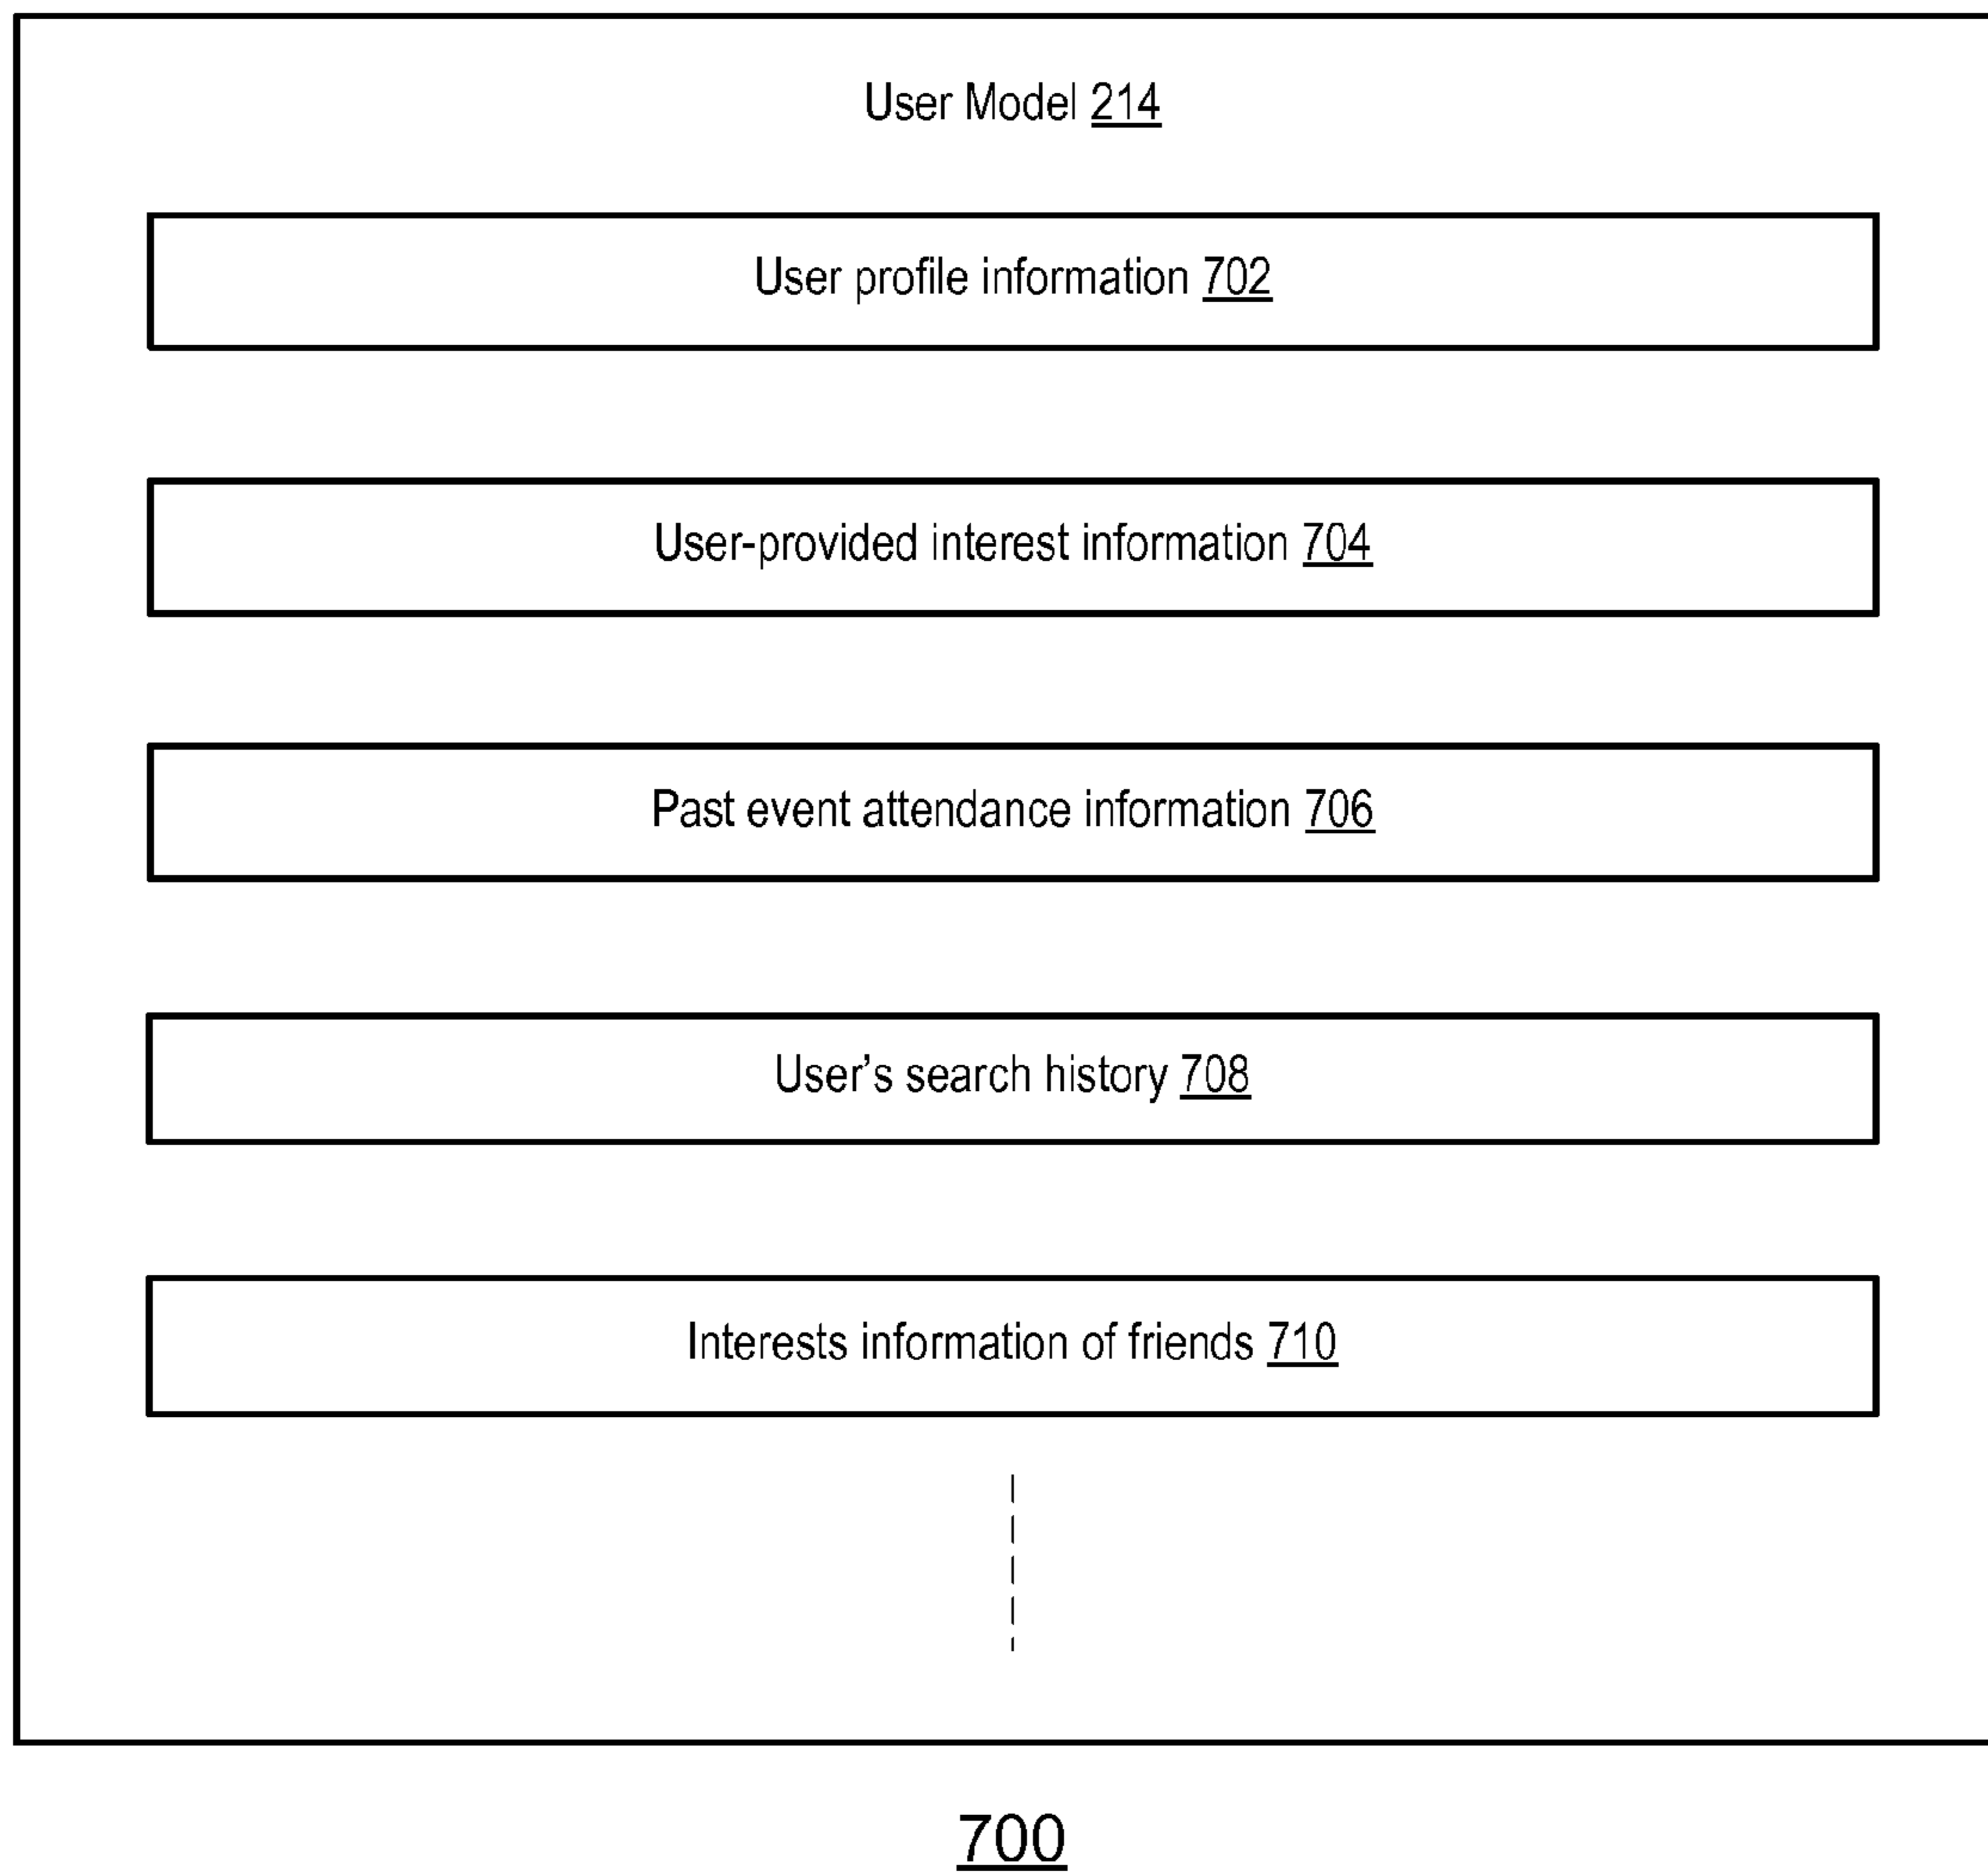 User Model 214
User profile information 702
User-provided interest information 704
Past event attendance information 706
User’s search history 708
Interests information of friends 710
700